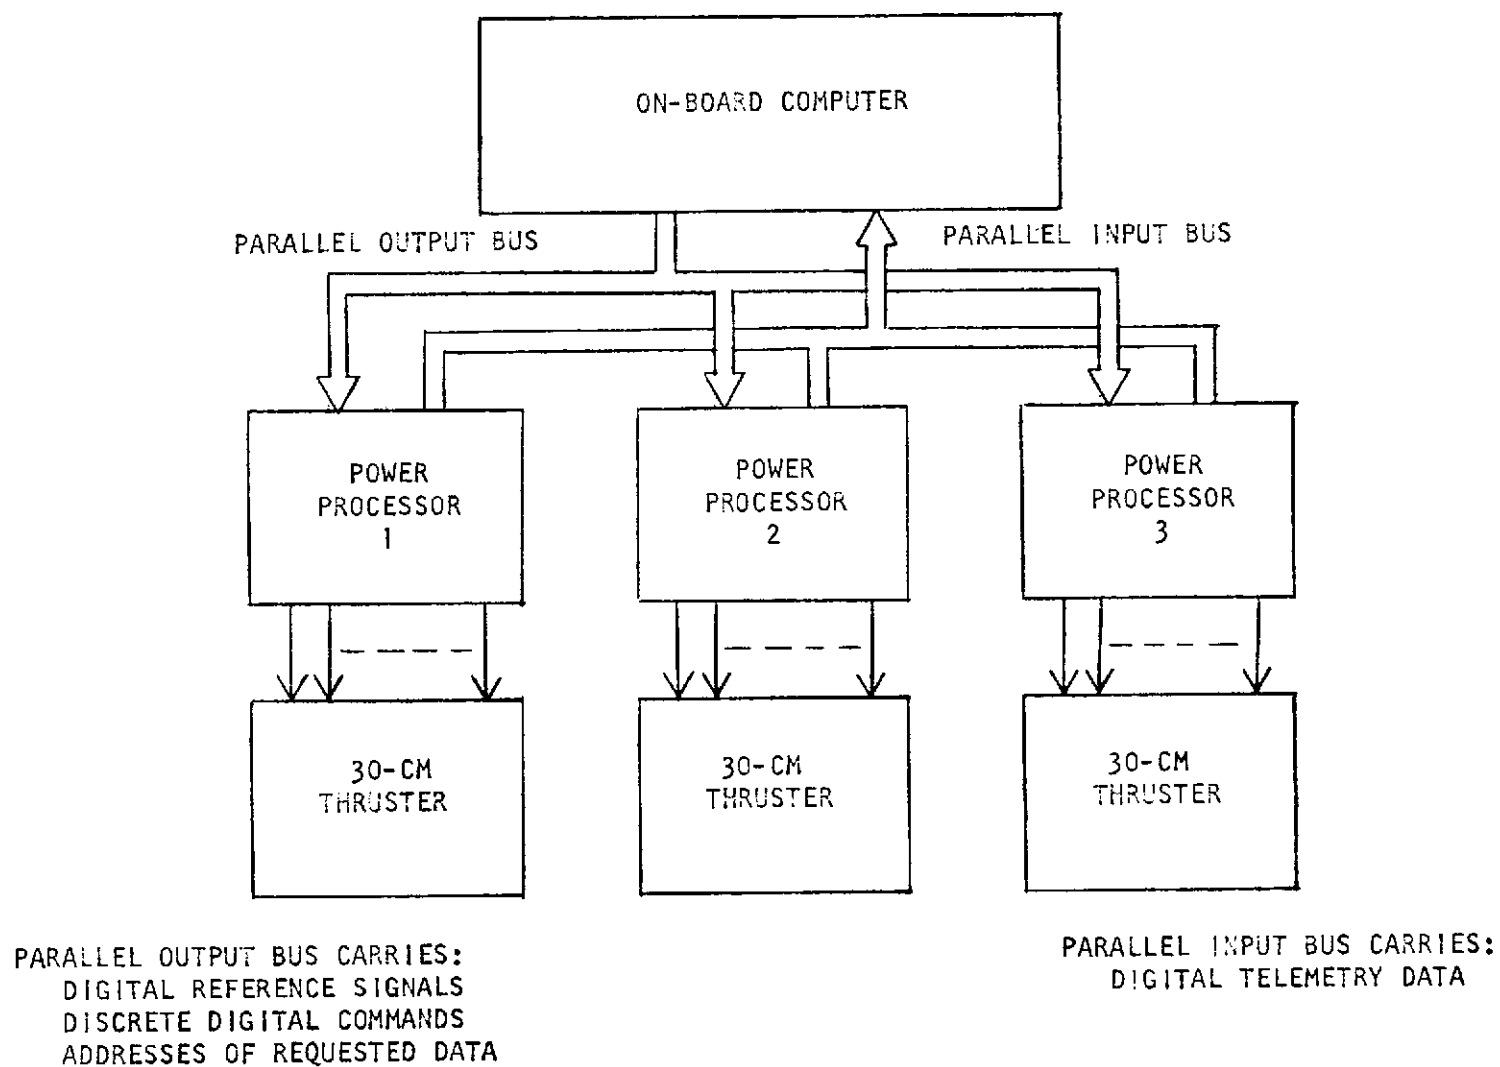 ON-BOARD COMPUTER
PARALLEL OUTPUT BUS
PARALLEL INPUT BUS
POWER
PROCESSOR
1
POWER
PROCESSOR
2
POWER
PROCESSOR
3
30-CM
THRUSTER
30-CM
THRUSTER
30-CM
THRUSTER
PARALLEL OUTPUT BUS CARRIES:
DIGITAL REFERENCE SIGNALS
DISCRETE DIGITAL COMMANDS
ADDRESSES OF REQUESTED DATA
PARALLEL INPUT BUS CARRIES:
DIGITAL TELEMETRY DATA